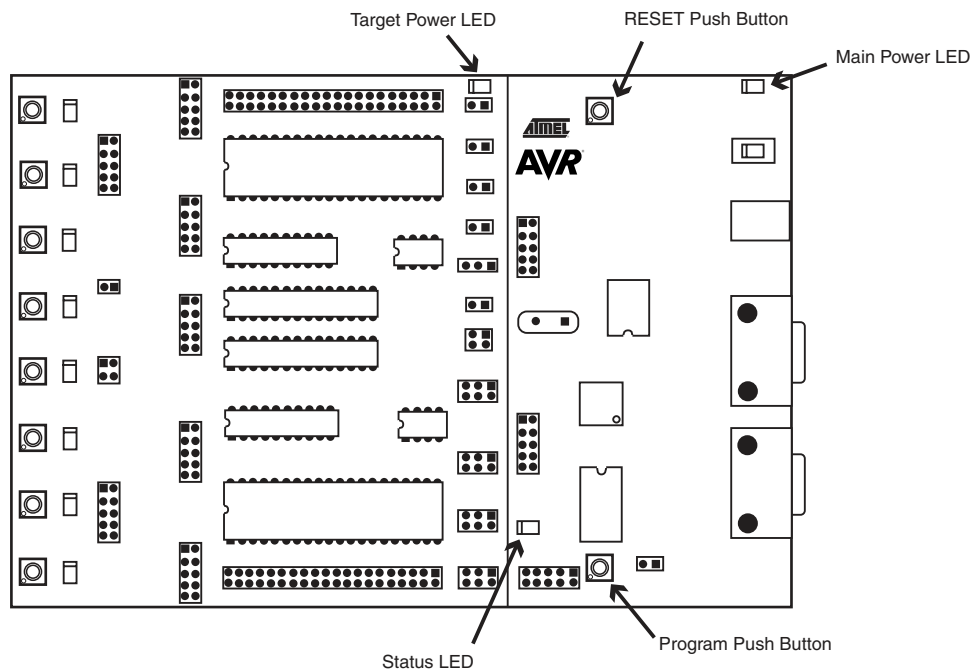 Target Power LED
RESET Push Button
Main Power LED
ATMEL
AVR
Program Push Button
Status LED